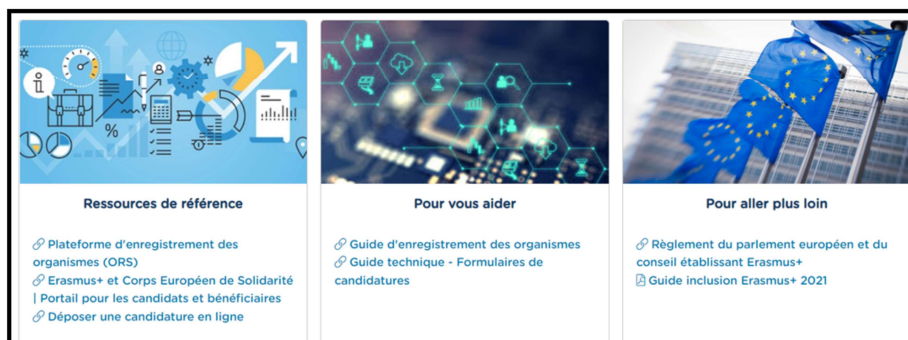 Ressources de référence
Plateforme d'enregistrement des
organismes (ORS)
Erasmus+ et Corps Européen de Solidarité
| Portail pour les candidats et bénéficiaires
Déposer une candidature en ligne
Pour vous aider
Guide d'enregistrement des organismes
Guide technique - Formulaires de
candidatures
Pour aller plus loin
Règlement du parlement européen et du
conseil établissant Erasmus+
Guide inclusion Erasmus+ 2021